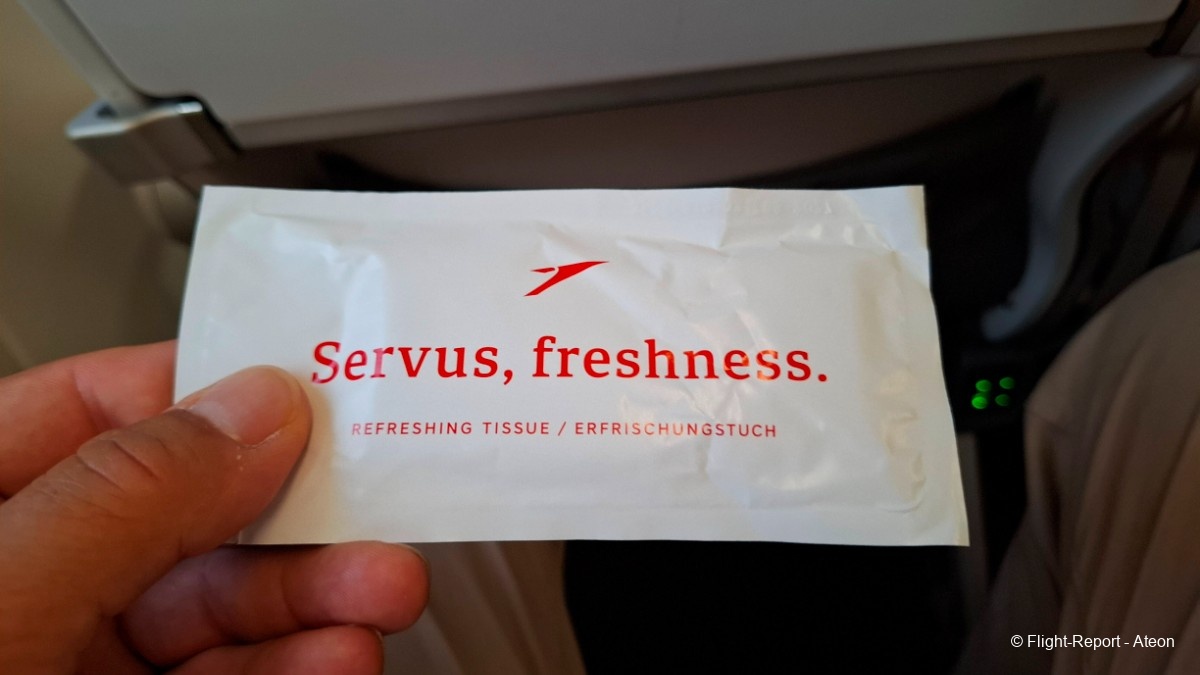 Servus, freshness.
REFRESHING TISSUE / ERFRISCHUNGSTUCH
© Flight-Report - Ateon